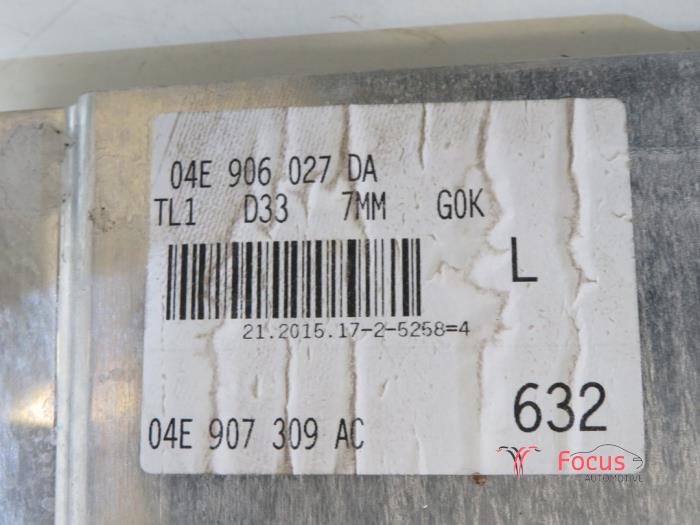 04E 906 027 DA
TL1 D33 7MM G0K
L
21.2015.17-2-5258=4
632
04E 907 309 AC
Focus
AUTOMOTIVE